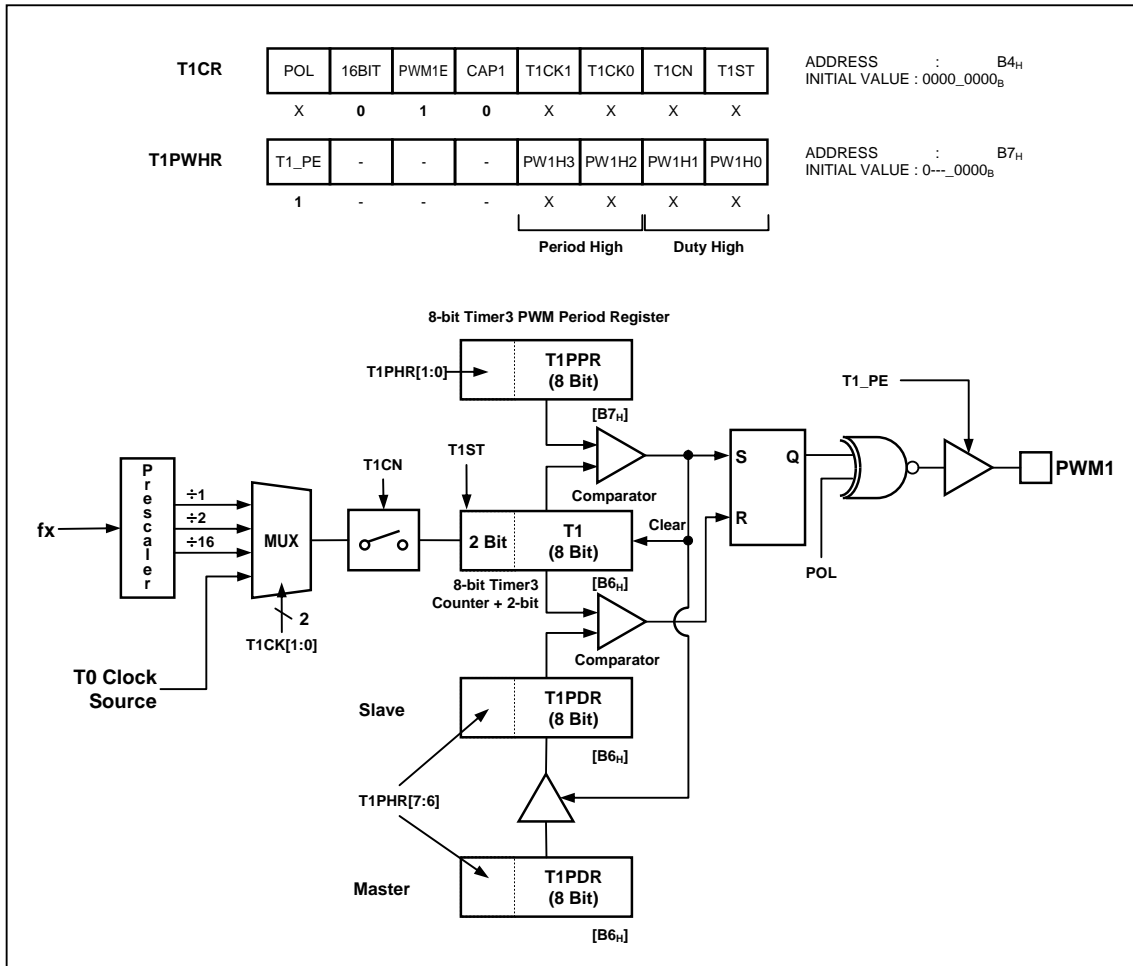 T1CR POL 16BIT PWM1E CAP1 T1CK1 T1CK0 T1CN T1ST ADDRESS : B4H
INITIAL VALUE : 0000_0000B
X 0 1 0 X X X X
T1PWHR T1_PE - - - PW1H3 PW1H2 PW1H1 PW1H0 ADDRESS : B7H
INITIAL VALUE : 0---_0000B
1 - - - X X X X
Period High Duty High
8-bit Timer3 PWM Period Register
T1PHR[1:0]
T1PPR
(8 Bit)
[B7H]
T1_PE
T1ST
T1CN
Comparator
S Q
R
PWM1
POL
fx
Prescaler
÷1
÷2
÷16
MUX
2
T1CK[1:0]
T0 Clock
Source
2 Bit
T1
(8 Bit)
Clear
[B6H]
8-bit Timer3
Counter + 2-bit
Comparator
Slave
T1PDR
(8 Bit)
[B6H]
T1PHR[7:6]
Master
T1PDR
(8 Bit)
[B6H]